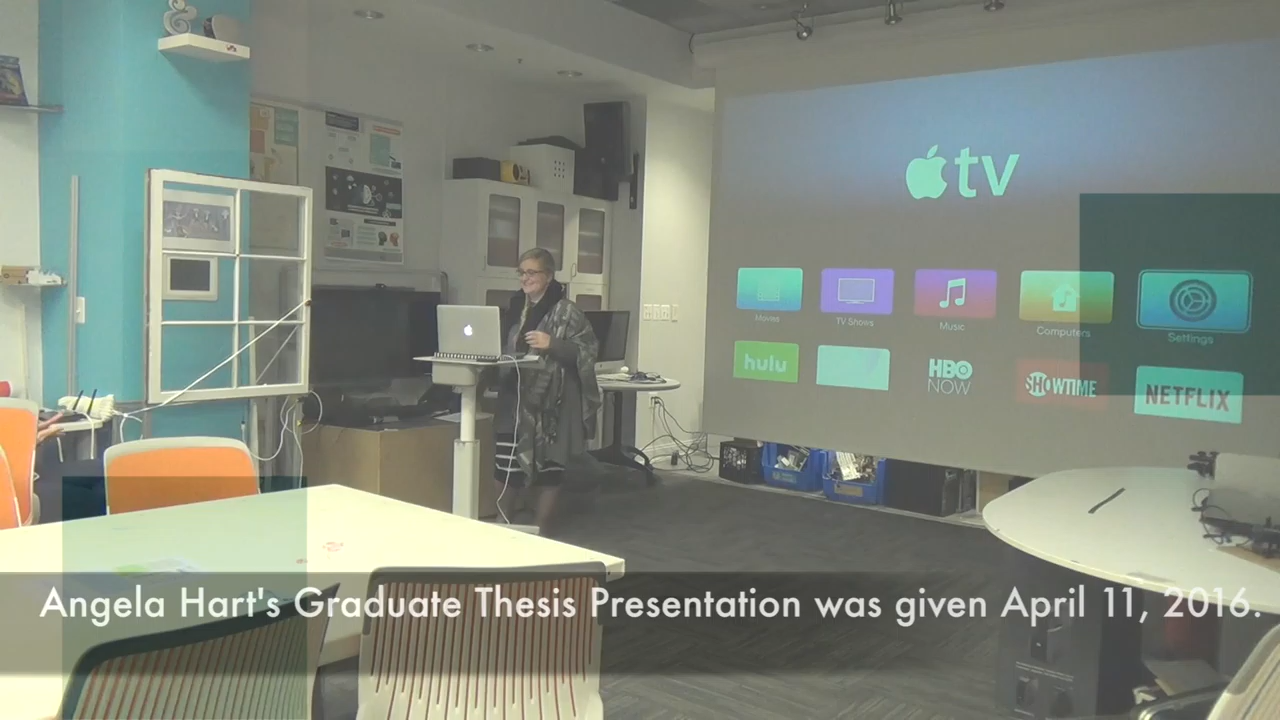 tv
Movies
TV Shows
Music
Computers
Settings
hulu
HBO
NOW
SHOWTIME
NETFLIX
Angela Hart's Graduate Thesis Presentation was given April 11, 2016.